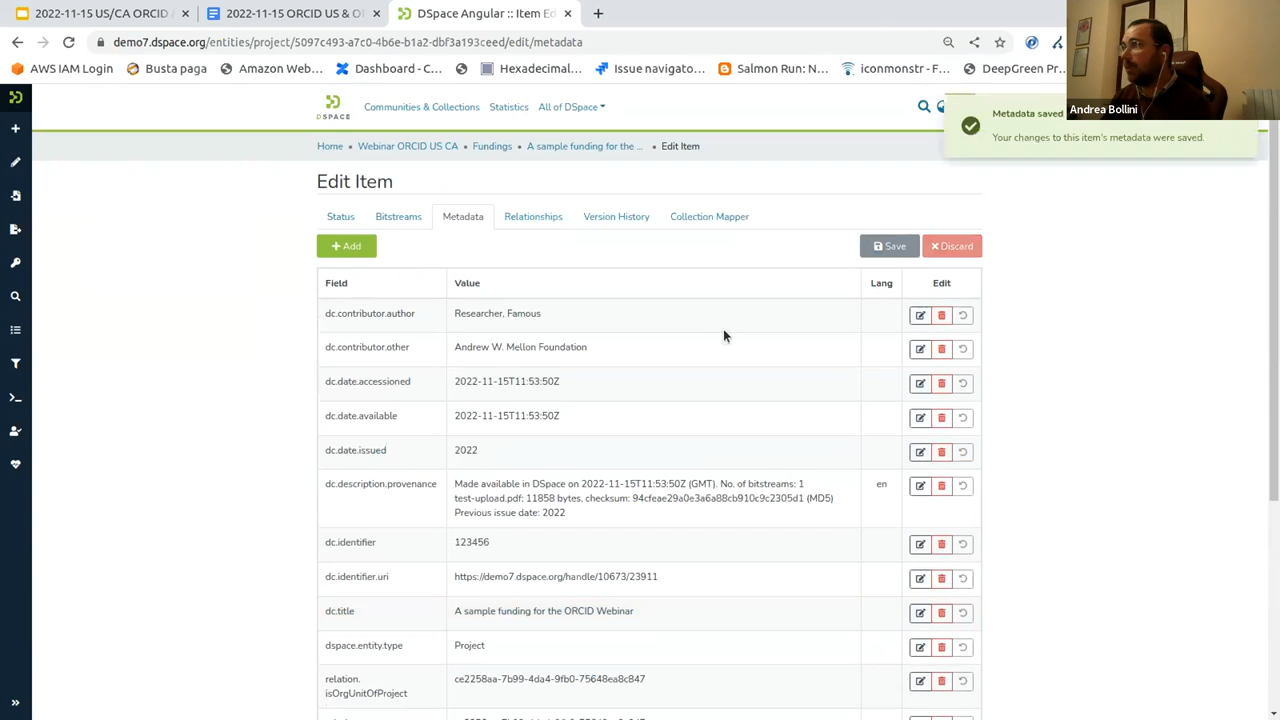 2022-11-15 US/CA ORCID
2022-11-15 ORCID US & O
DSpace Angular :: Item Ed
demo7.dspace.org/entities/project/5097c493-a7c0-4b6e-b1a2-dbf3a193ceed/edit/metadata
AWS IAM Login
Busta paga
Amazon Web...
Dashboard - C...
Hexadecimal...
Issue navigato...
Salmon Run: N...
iconmonstr - F...
DeepGreen Pr...
Andrea Bollini
DSPACE
Communities & Collections
Statistics
All of DSpace
Metadata saved
Your changes to this item's metadata were saved.
Home • Webinar ORCID US CA • Fundings • A sample funding for the ... • Edit Item
Edit Item
Status
Bitstreams
Metadata
Relationships
Version History
Collection Mapper
+ Add
Save
Discard
Field Value Lang Edit
dc.contributor.author Researcher, Famous
dc.contributor.other Andrew W. Mellon Foundation
dc.date.accessioned 2022-11-15T11:53:50Z
dc.date.available 2022-11-15T11:53:50Z
dc.date.issued 2022
dc.description.provenance Made available in DSpace on 2022-11-15T11:53:50Z (GMT). No. of bitstreams: 1 en
test-upload.pdf: 11858 bytes, checksum: 94cfeae29a0e3a6a88cb910c9c2305d1 (MD5)
Previous issue date: 2022
dc.identifier 123456
dc.identifier.uri https://demo7.dspace.org/handle/10673/23911
dc.title A sample funding for the ORCID Webinar
dspace.entity.type Project
relation. ce2258aa-7b99-4da4-9fb0-75648ea8c847
isOrgUnitOfProject